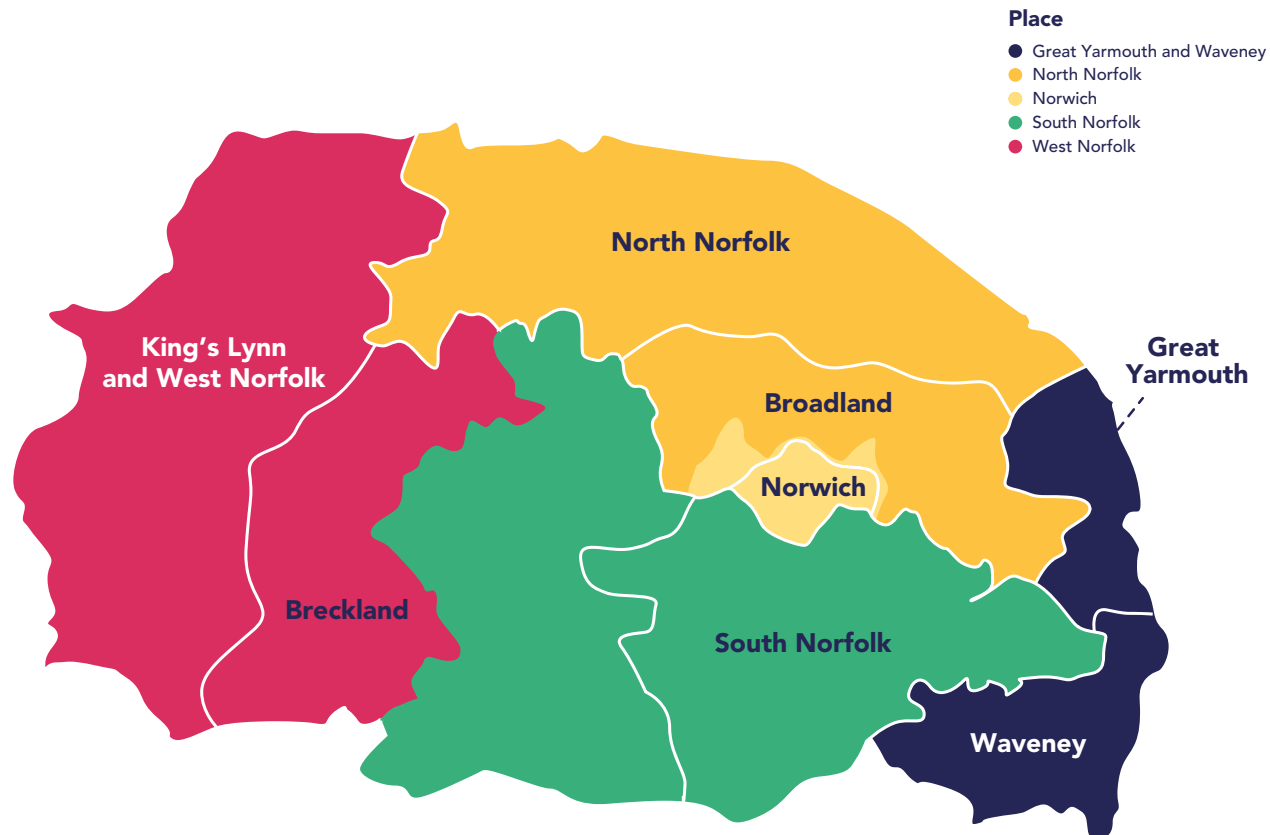 Place
Great Yarmouth and Waveney
North Norfolk
Norwich
South Norfolk
West Norfolk
North Norfolk
King’s Lynn
and West Norfolk
Great
Yarmouth
Broadland
Norwich
Breckland
South Norfolk
Waveney